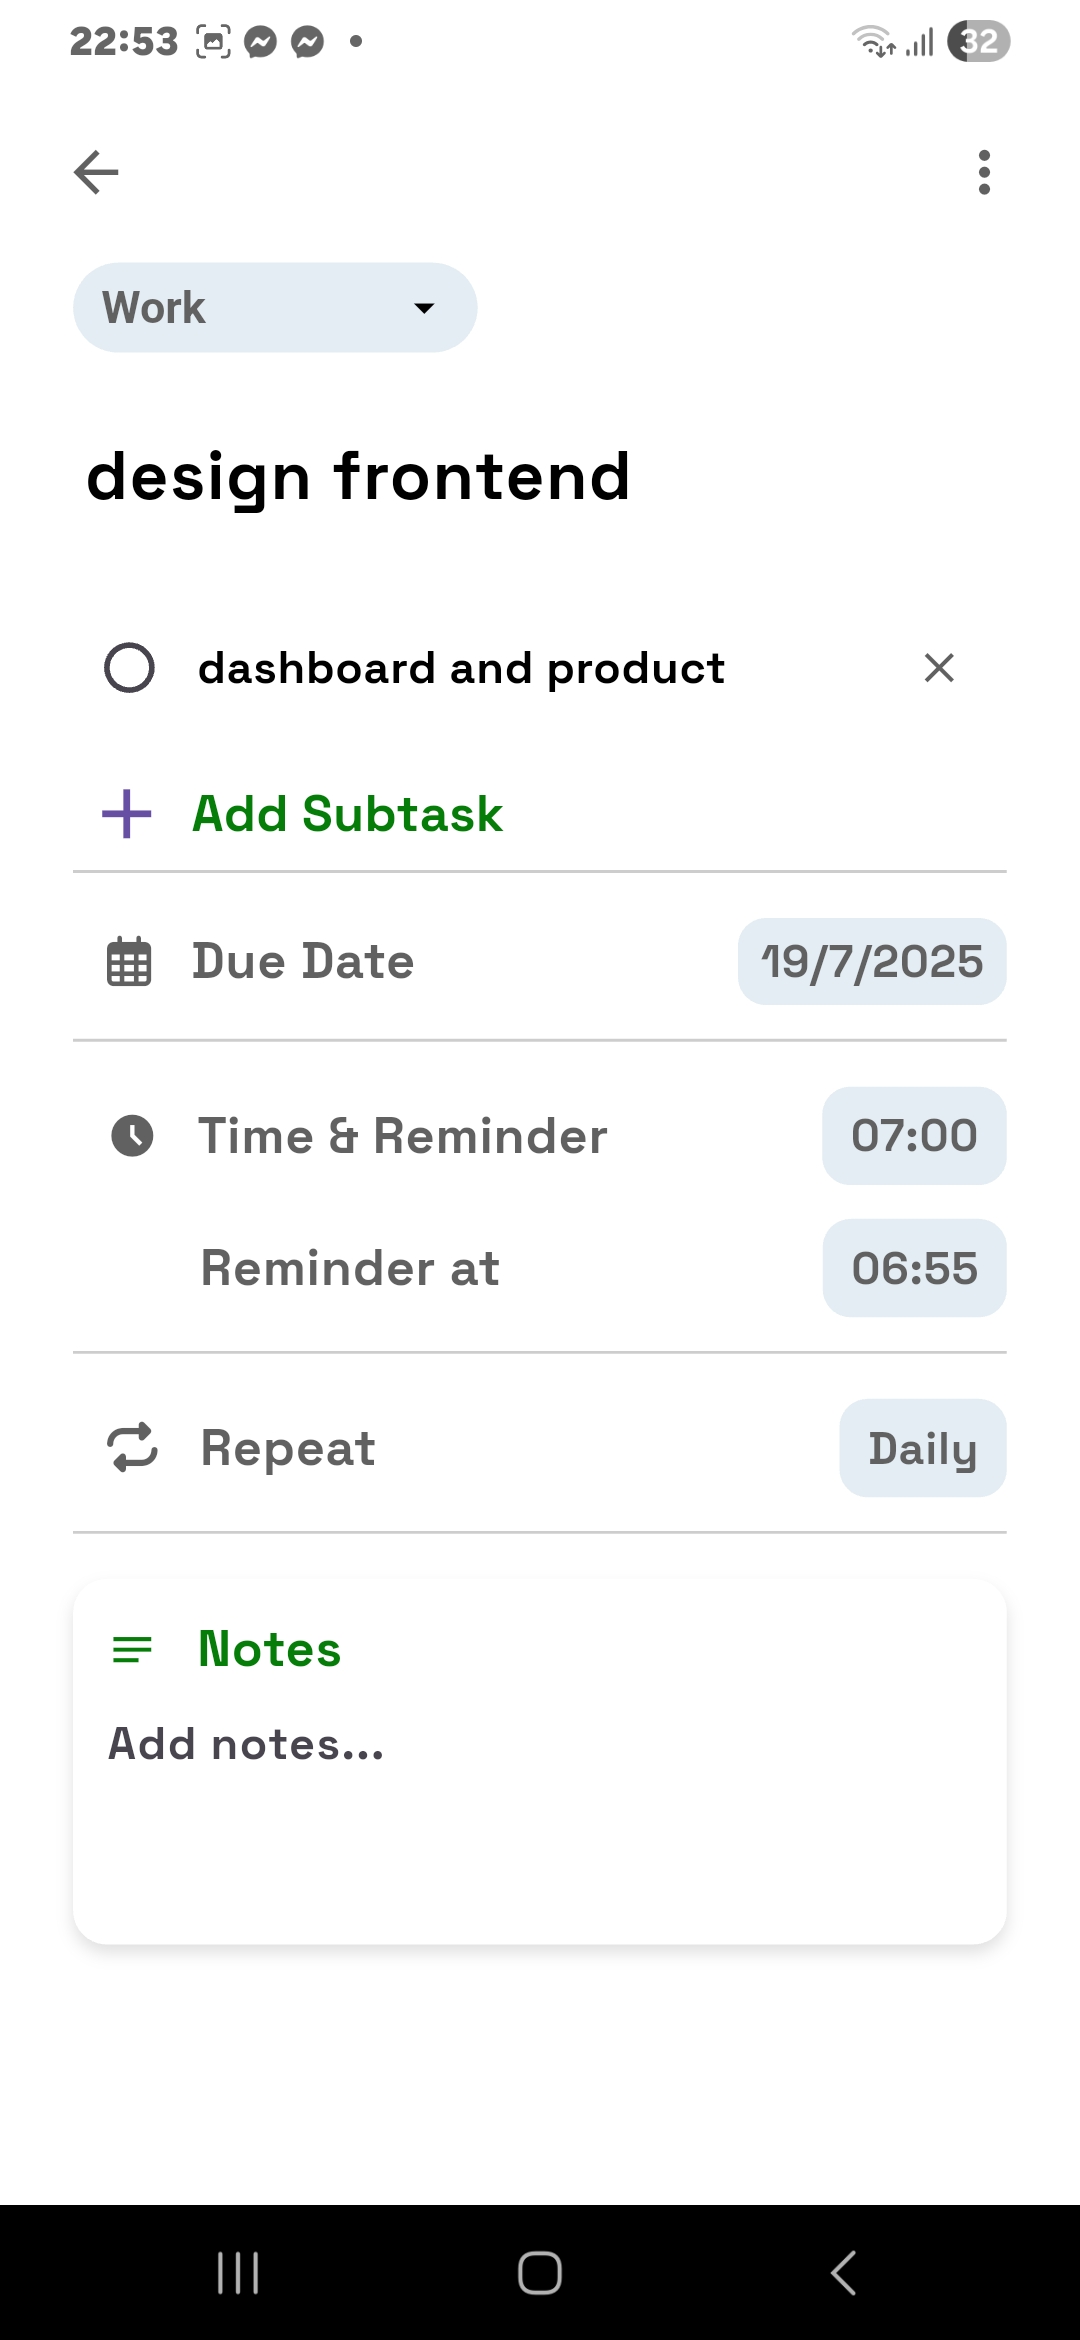 22:53
32
Work
design frontend
dashboard and product
Add Subtask
Due Date
19/7/2025
Time & Reminder
07:00
Reminder at
06:55
Repeat
Daily
Notes
Add notes...